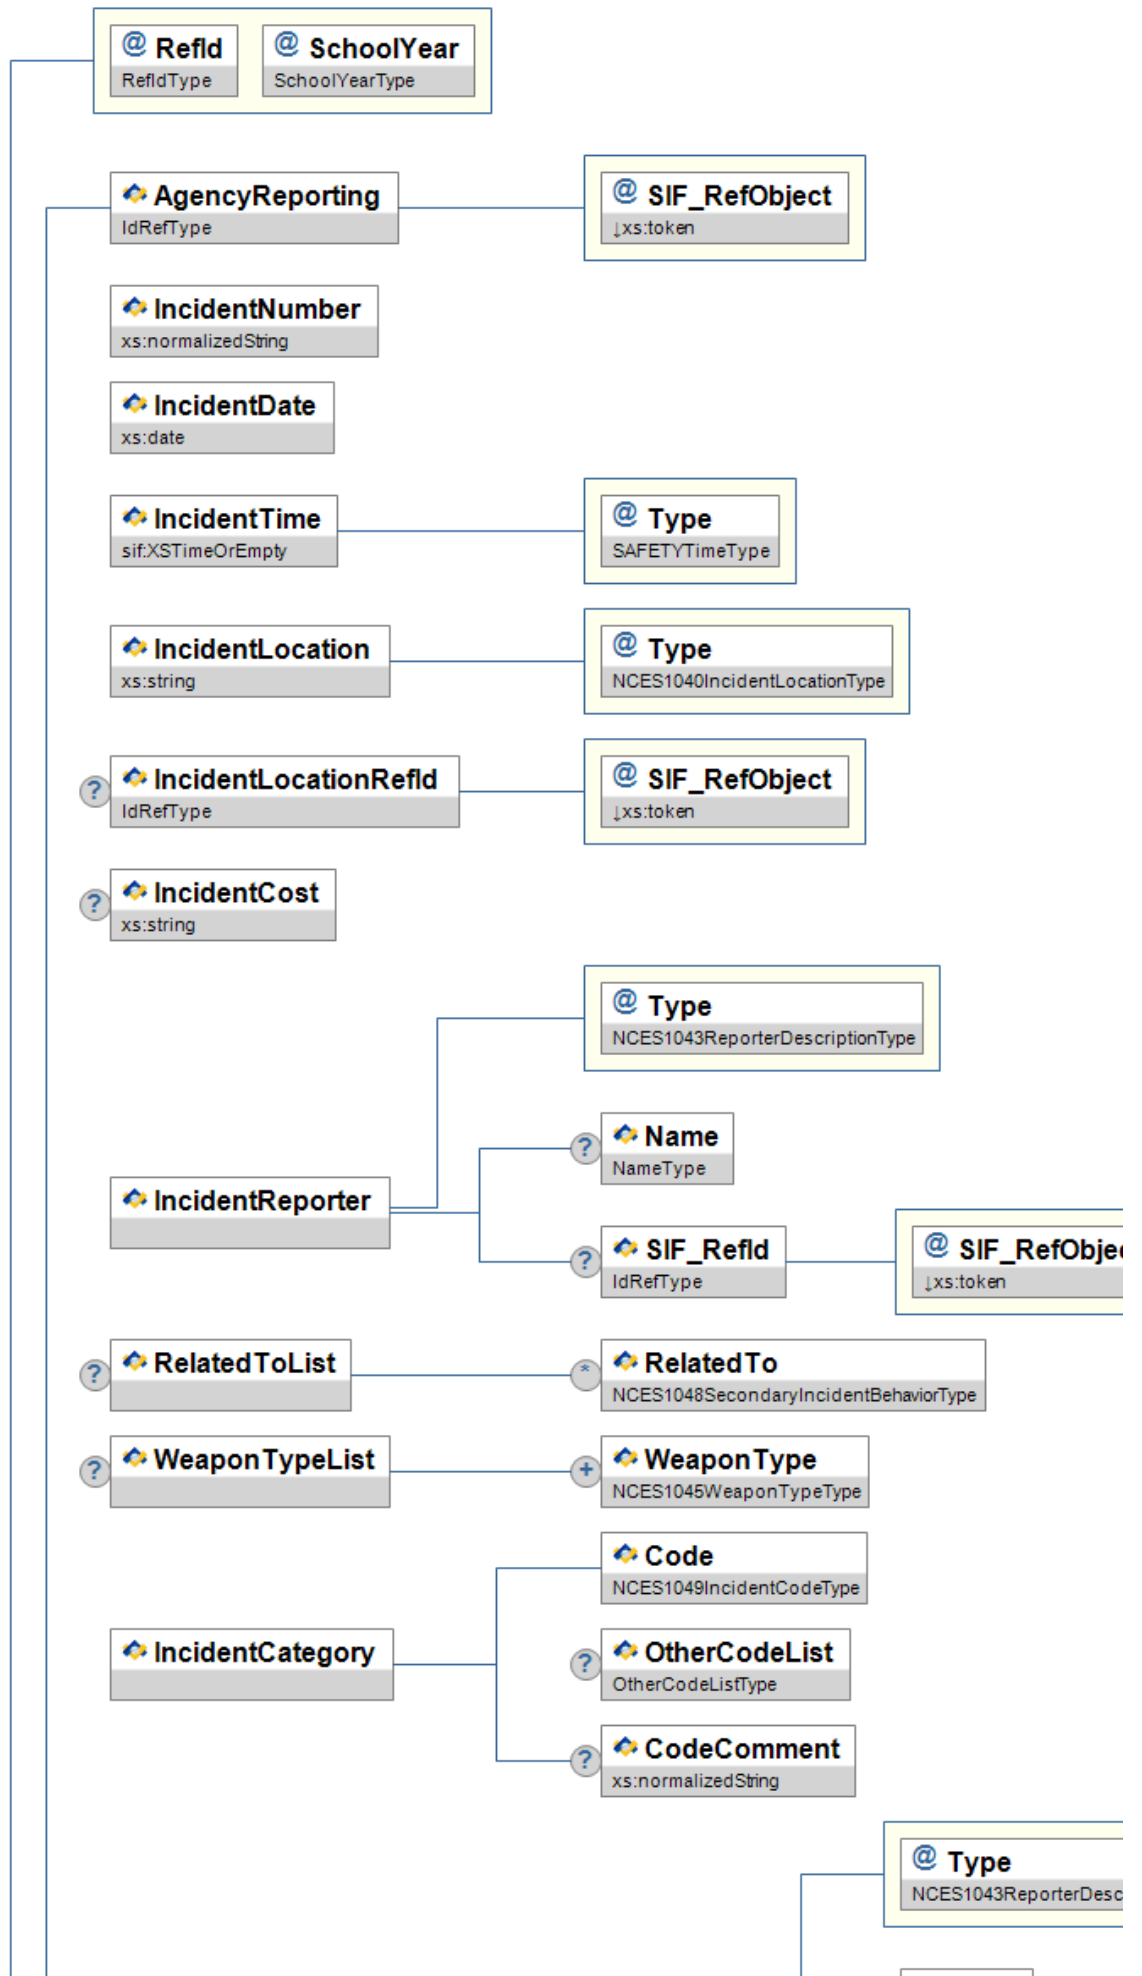 @ RefId @ SchoolYear
RefIdType SchoolYearType
AgencyReporting @ SIF_RefObject
IdRefType ↓xs:token
IncidentNumber
xs:normalizedString
IncidentDate
xs:date
IncidentTime @ Type
sif:XSTimeOrEmpty SAFETYTimeType
IncidentLocation @ Type
xs:string NCES1040IncidentLocationType
? IncidentLocationRefId @ SIF_RefObject
IdRefType ↓xs:token
? IncidentCost
xs:string
@ Type
NCES1043ReporterDescriptionType
? Name
NameType
IncidentReporter
? SIF_RefId @ SIF_RefObjec
IdRefType ↓xs:token
? RelatedToList * RelatedTo
NCES1048SecondaryIncidentBehaviorType
? WeaponTypeList + WeaponType
NCES1045WeaponTypeType
Code
NCES1049IncidentCodeType
IncidentCategory ? OtherCodeList
OtherCodeListType
? CodeComment
xs:normalizedString
@ Type
NCES1043ReporterDesc